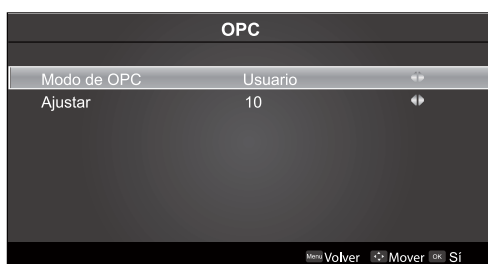 OPC
Modo de OPC Usuario
Ajustar 10
Menu Volver Mover OK Sí